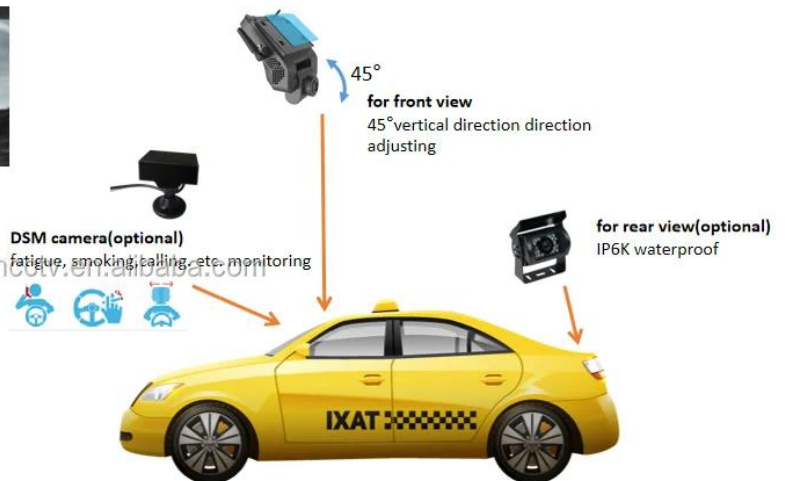 45°
for front view
45°vertical direction direction
adjusting
DSM camera(optional)
fatigue, smoking,calling, etc. monitoring
for rear view(optional)
IP6K waterproof
IXAT